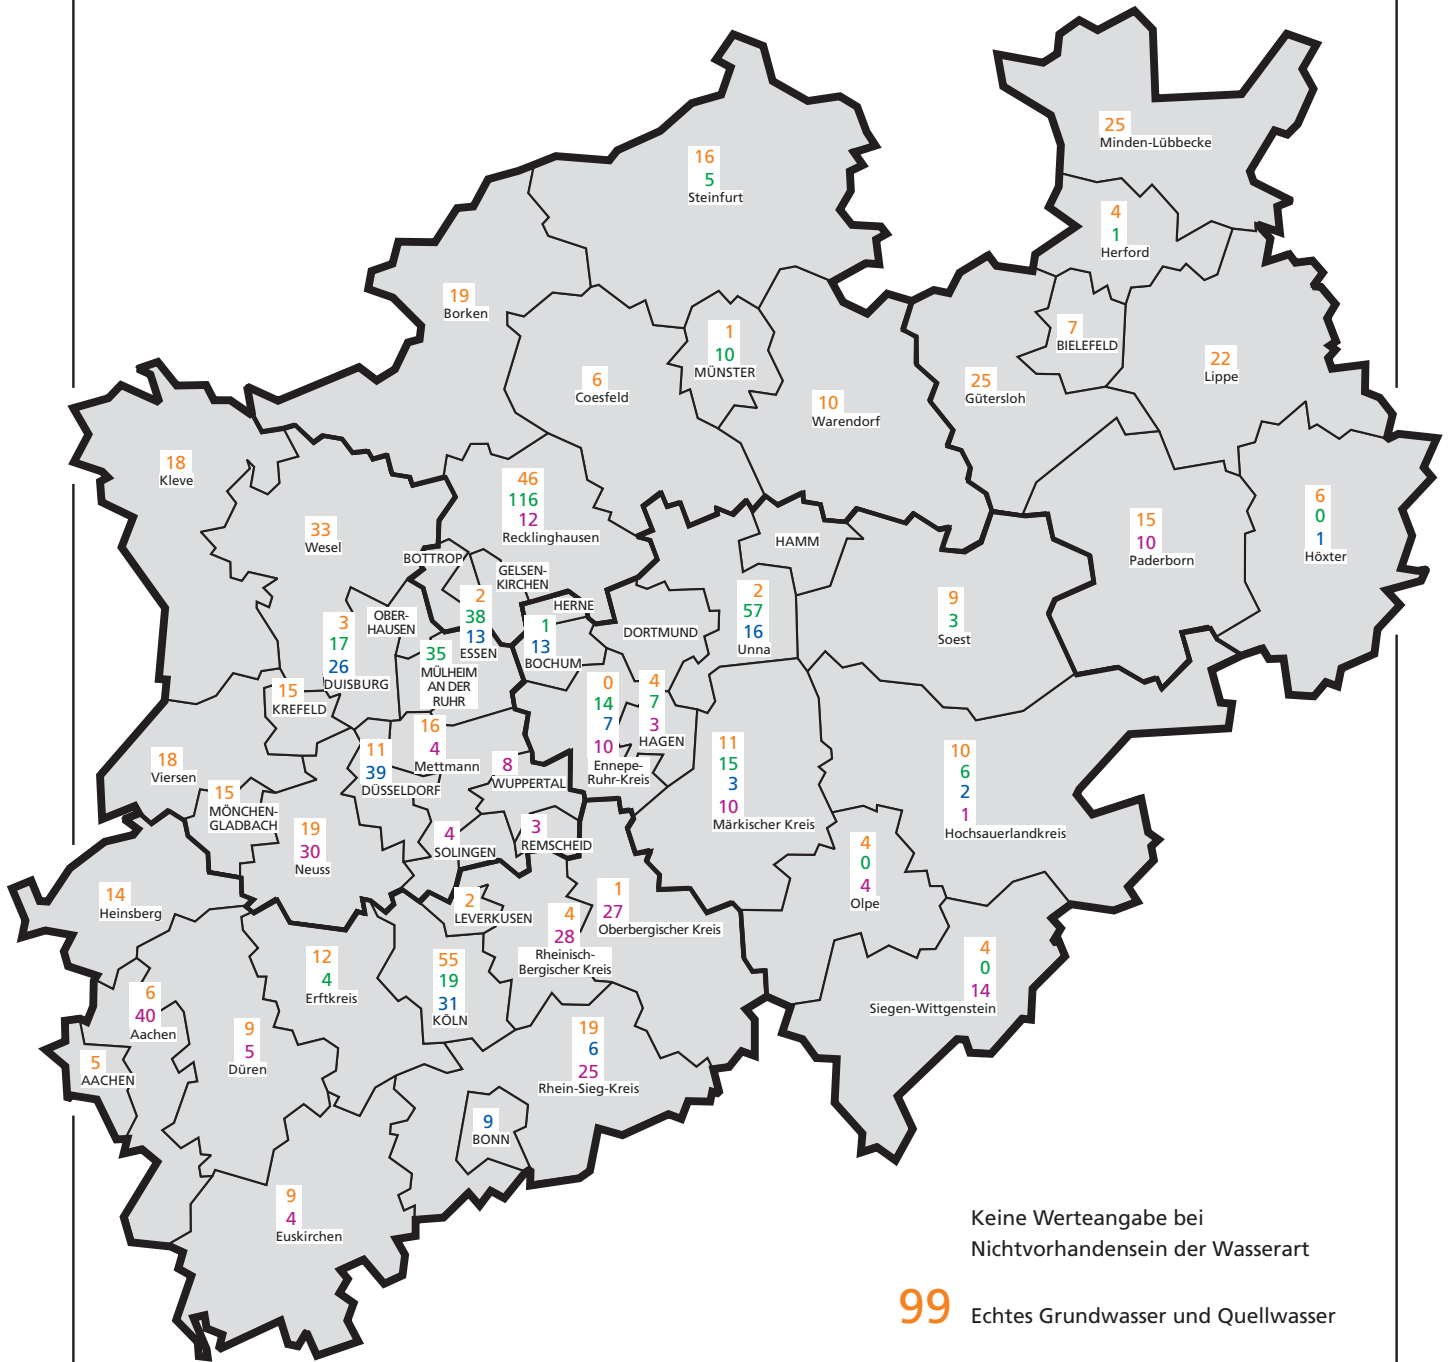 25
Minden-Lübbecke
16
5
Steinfurt
4
1
Herford
19
Borken
1
10
MÜNSTER
7
BIELEFELD
22
Lippe
6
Coesfeld
25
Gütersloh
10
Warendorf
18
Kleve
46
116
12
Recklinghausen
6
0
1
Höxter
15
10
Paderborn
33
Wesel
HAMM
BOTTROP
GELSEN-
KIRCHEN
2
38
13
ESSEN
HERNE
OBER-
HAUSEN
1
13
BOCHUM
DORTMUND
2
57
16
Unna
9
3
Soest
3
17
26
DUISBURG
35
MÜLHEIM
AN DER
RUHR
15
KREFELD
0
14
7
10
Ennepe-
Ruhr-Kreis
4
7
3
HAGEN
16
4
Mettmann
11
39
DÜSSELDORF
8
WUPPERTAL
11
15
3
10
Märkischer Kreis
10
6
2
1
Hochsauerlandkreis
18
Viersen
15
MÖNCHEN-
GLADBACH
19
30
Neuss
4
SOLINGEN
3
REMSCHEID
4
0
4
Olpe
14
Heinsberg
2
LEVERKUSEN
1
27
Oberbergischer Kreis
4
28
Rheinisch-
Bergischer Kreis
12
4
Erftkreis
55
19
31
KÖLN
4
0
14
Siegen-Wittgenstein
6
40
Aachen
9
5
Düren
5
AACHEN
19
6
25
Rhein-Sieg-Kreis
9
BONN
9
4
Euskirchen
Keine Werteangabe bei
Nichtvorhandensein der Wasserart
99 Echtes Grundwasser und Quellwasser